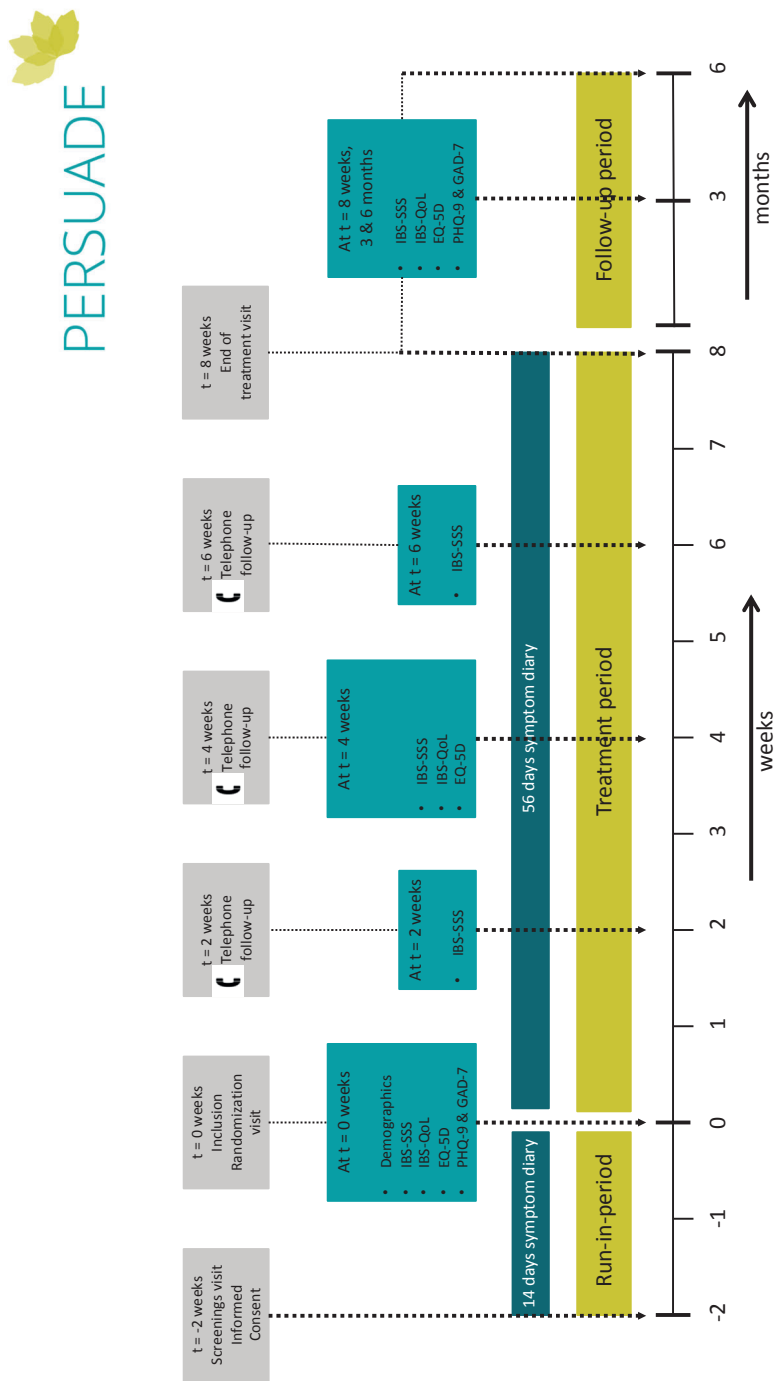 PERSUADE
t = -2 weeks
Screenings visit
Informed
Consent
t = 0 weeks
Inclusion
Randomization
visit
t = 2 weeks
Telephone
follow-up
t = 4 weeks
Telephone
follow-up
t = 6 weeks
Telephone
follow-up
t = 8 weeks
End of
treatment visit
At t = 0 weeks
• Demographics
• IBS-SSS
• IBS-QoL
• EQ-5D
• PHQ-9 & GAD-7
At t = 2 weeks
• IBS-SSS
At t = 4 weeks
• IBS-SSS
• IBS-QoL
• EQ-5D
At t = 6 weeks
• IBS-SSS
At t = 8 weeks,
3 & 6 months
• IBS-SSS
• IBS-QoL
• EQ-5D
• PHQ-9 & GAD-7
14 days symptom diary
56 days symptom diary
Run-in-period
Treatment period
Follow-up period
-2 -1 0 1 2 3 4 5 6 7 8 3 6
weeks
months